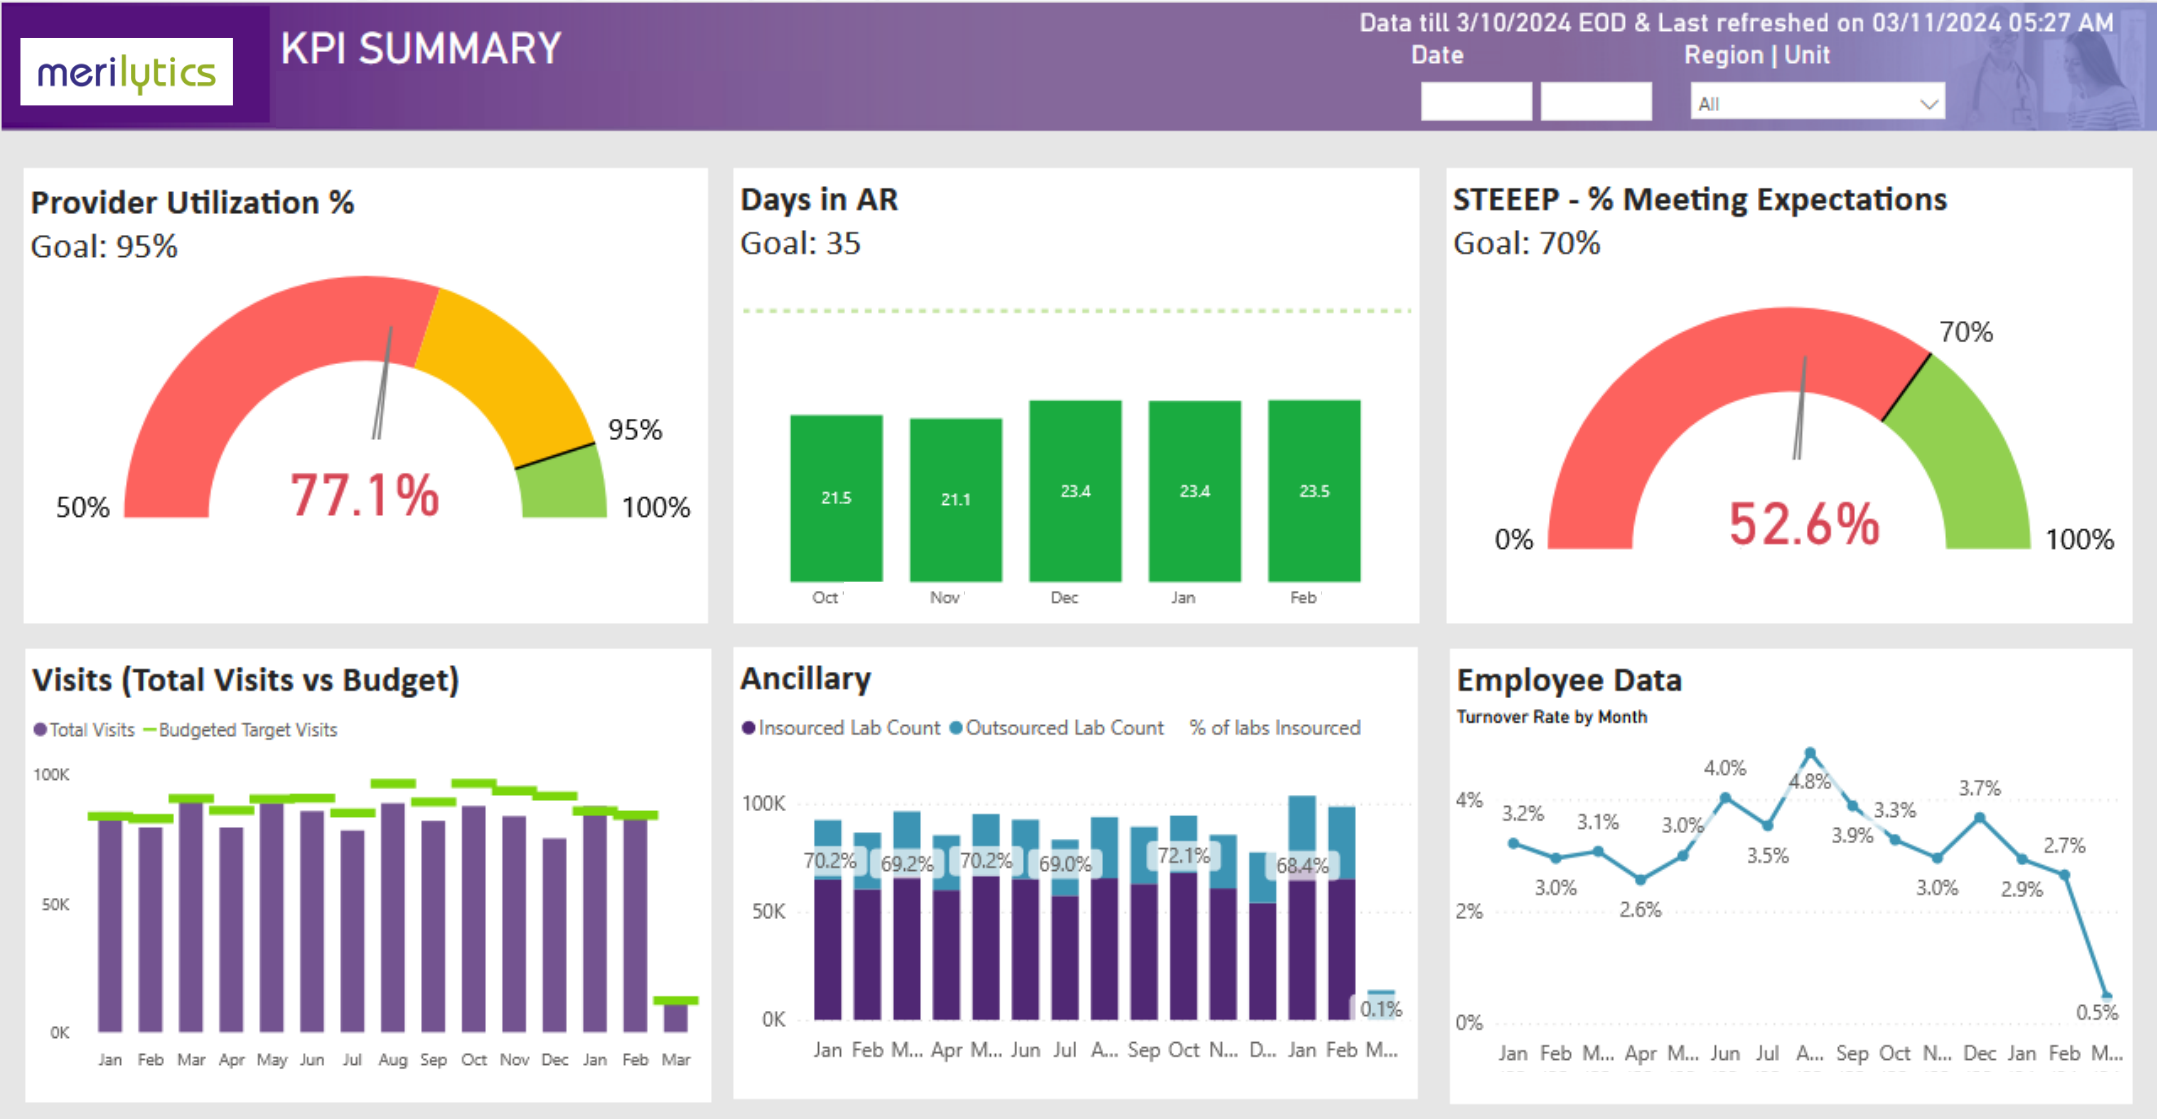 merilytics
KPI SUMMARY
Data till 3/10/2024 EOD & Last refreshed on 03/11/2024 05:27 AM
Date
Region | Unit
All
Provider Utilization %
Goal: 95%
95%
77.1%
50%
100%
Days in AR
Goal: 35
21.5 21.1 23.4 23.4 23.5
Oct Nov Dec Jan Feb
STEEEP - % Meeting Expectations
Goal: 70%
70%
52.6%
0%
100%
Visits (Total Visits vs Budget)
Total Visits Budgeted Target Visits
100K
50K
0K
Jan Feb Mar Apr May Jun Jul Aug Sep Oct Nov Dec Jan Feb Mar
Ancillary
Insourced Lab Count Outsourced Lab Count % of labs Insourced
100K
70.2% 69.2% 70.2% 69.0% 72.1% 68.4%
50K
0.1%
0K
Jan Feb M... Apr M... Jun Jul A... Sep Oct N... D... Jan Feb M...
Employee Data
Turnover Rate by Month
4%
2%
0%
3.2% 3.0% 3.1% 2.6% 3.0% 4.0% 3.5% 4.8% 3.9% 3.3% 3.0% 3.7% 2.9% 2.7% 0.5%
Jan Feb M... Apr M... Jun Jul A... Sep Oct N... Dec Jan Feb M...